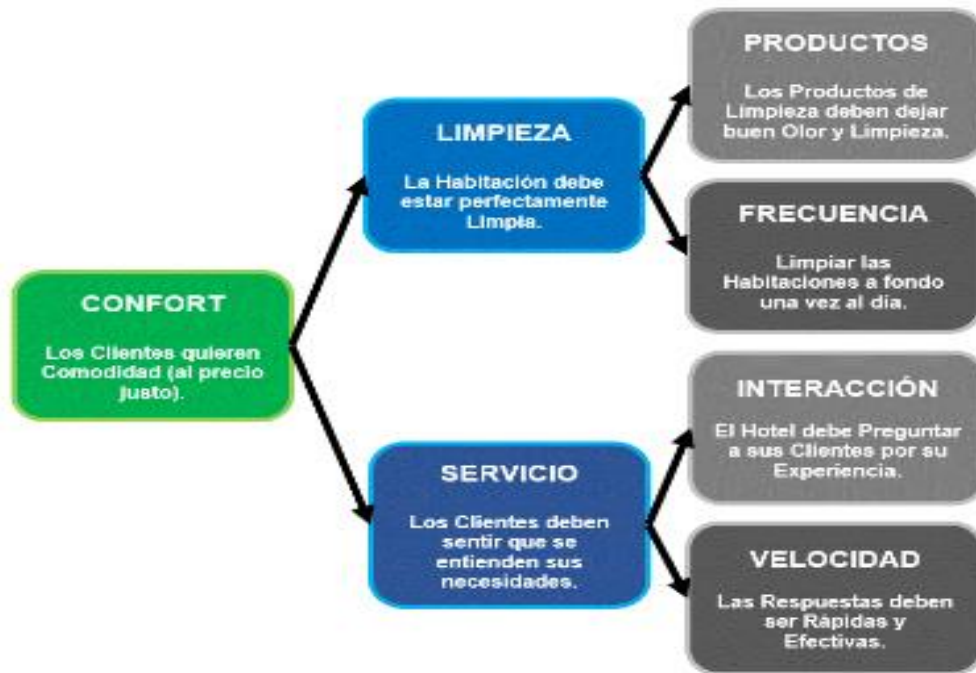 CONFORT
Los Clientes quieren
Comodidad (al precio
justo).
LIMPIEZA
La Habitación debe
estar perfectamente
Limpia.
PRODUCTOS
Los Productos de
Limpieza deben dejar
buen Olor y Limpieza.
FRECUENCIA
Limpiar las
Habitaciones a fondo
una vez al día.
SERVICIO
Los Clientes deben
sentir que se
entienden sus
necesidades.
INTERACCIÓN
El Hotel debe Preguntar
a sus Clientes por su
Experiencia.
VELOCIDAD
Las Respuestas deben
ser Rápidas y
Efectivas.